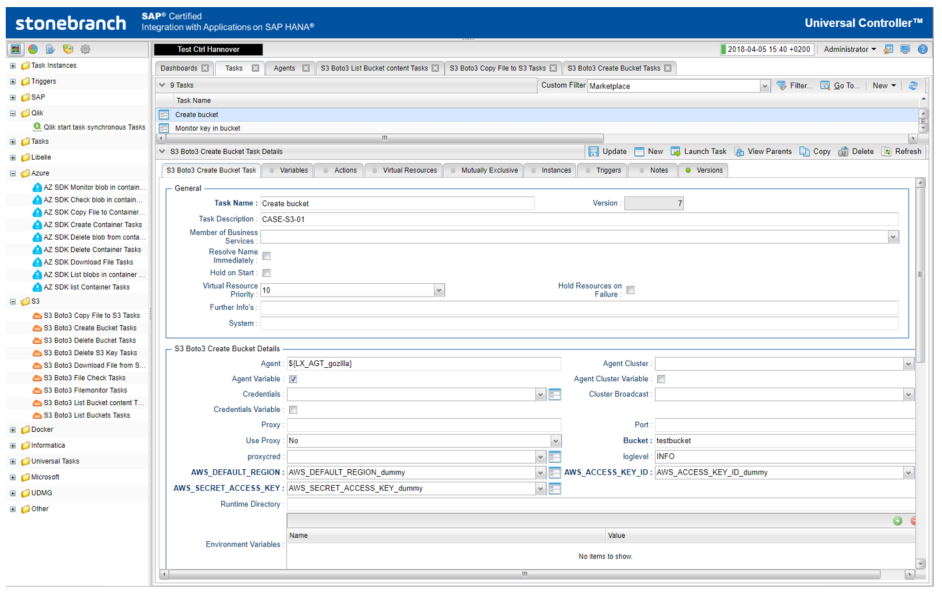 stonebranch
SAP® Certified
Integration with Applications on SAP HANA®
Universal Controller™
Test Ctrl Hannover
2018-04-05 15:40 +0200
Administrator
Task Instances
Triggers
SAP
Qlik
Qlik start task synchronous Tasks
Tasks
Libelle
Azure
AZ SDK Monitor blob in contain...
AZ SDK Check blob in contain...
AZ SDK Copy File to Container...
AZ SDK Create Container Tasks
AZ SDK Delete blob from conta...
AZ SDK Delete Container Tasks
AZ SDK Download File Tasks
AZ SDK List blobs in container ...
AZ SDK list Container Tasks
S3
S3 Boto3 Copy File to S3 Tasks
S3 Boto3 Create Bucket Tasks
S3 Boto3 Delete Bucket Tasks
S3 Boto3 Delete S3 Key Tasks
S3 Boto3 Download File from S...
S3 Boto3 File Check Tasks
S3 Boto3 Filemonitor Tasks
S3 Boto3 List Bucket content T...
S3 Boto3 List Buckets Tasks
Docker
Informatica
Universal Tasks
Microsoft
UDMG
Other
Dashboards Tasks Agents S3 Boto3 List Bucket content Tasks S3 Boto3 Copy File to S3 Tasks S3 Boto3 Create Bucket Tasks
9 Tasks Custom Filter Marketplace Filter... Go To... New
Task Name
Create bucket
Monitor key in bucket
S3 Boto3 Create Bucket Task Details Update New Launch Task View Parents Copy Delete Refresh
S3 Boto3 Create Bucket Task Variables Actions Virtual Resources Mutually Exclusive Instances Triggers Notes Versions
General
Task Name : Create bucket Version : 7
Task Description : CASE-S3-01
Member of Business
Services :
Resolve Name
Immediately :
Hold on Start :
Virtual Resource
Priority : 10
Hold Resources on
Failure :
Further Info's :
System :
S3 Boto3 Create Bucket Details
Agent : ${LX_AGT_gozilla} Agent Cluster :
Agent Variable : Agent Cluster Variable :
Credentials : Cluster Broadcast :
Credentials Variable :
Proxy : Port :
Use Proxy : No Bucket : testbucket
proxycred : loglevel : INFO
AWS_DEFAULT_REGION : AWS_DEFAULT_REGION_dummy AWS_ACCESS_KEY_ID : AWS_ACCESS_KEY_ID_dummy
AWS_SECRET_ACCESS_KEY : AWS_SECRET_ACCESS_KEY_dummy
Runtime Directory :
Name Value
Environment Variables :
No items to show.